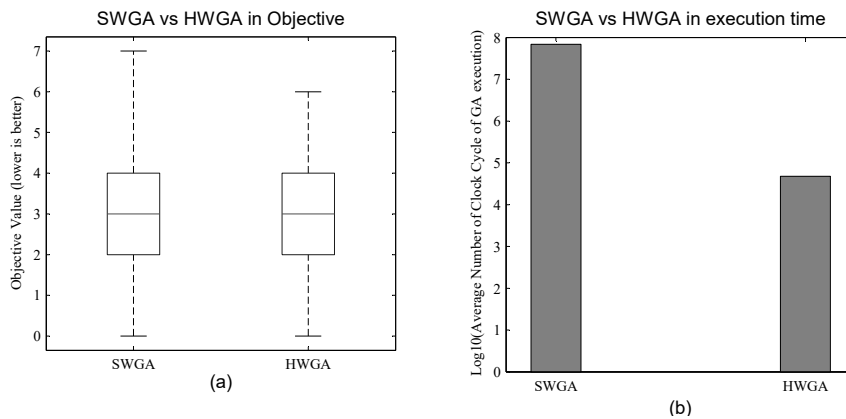 SWGA vs HWGA in Objective
Objective Value (lower is better)
7
6
5
4
3
2
1
0
SWGA HWGA
(a)
SWGA vs HWGA in execution time
Log10(Average Number of Clock Cycle of GA execution)
8
7
6
5
4
3
2
1
0
SWGA HWGA
(b)